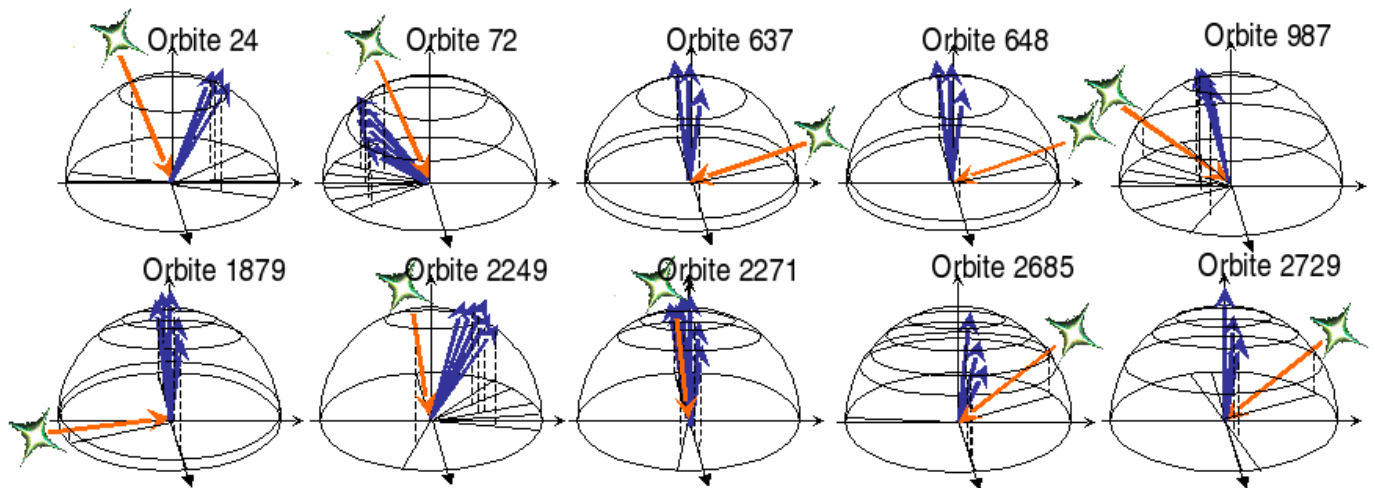 Orbite 24
Orbite 72
Orbite 637
Orbite 648
Orbite 987
Orbite 1879
Orbite 2249
Orbite 2271
Orbite 2685
Orbite 2729